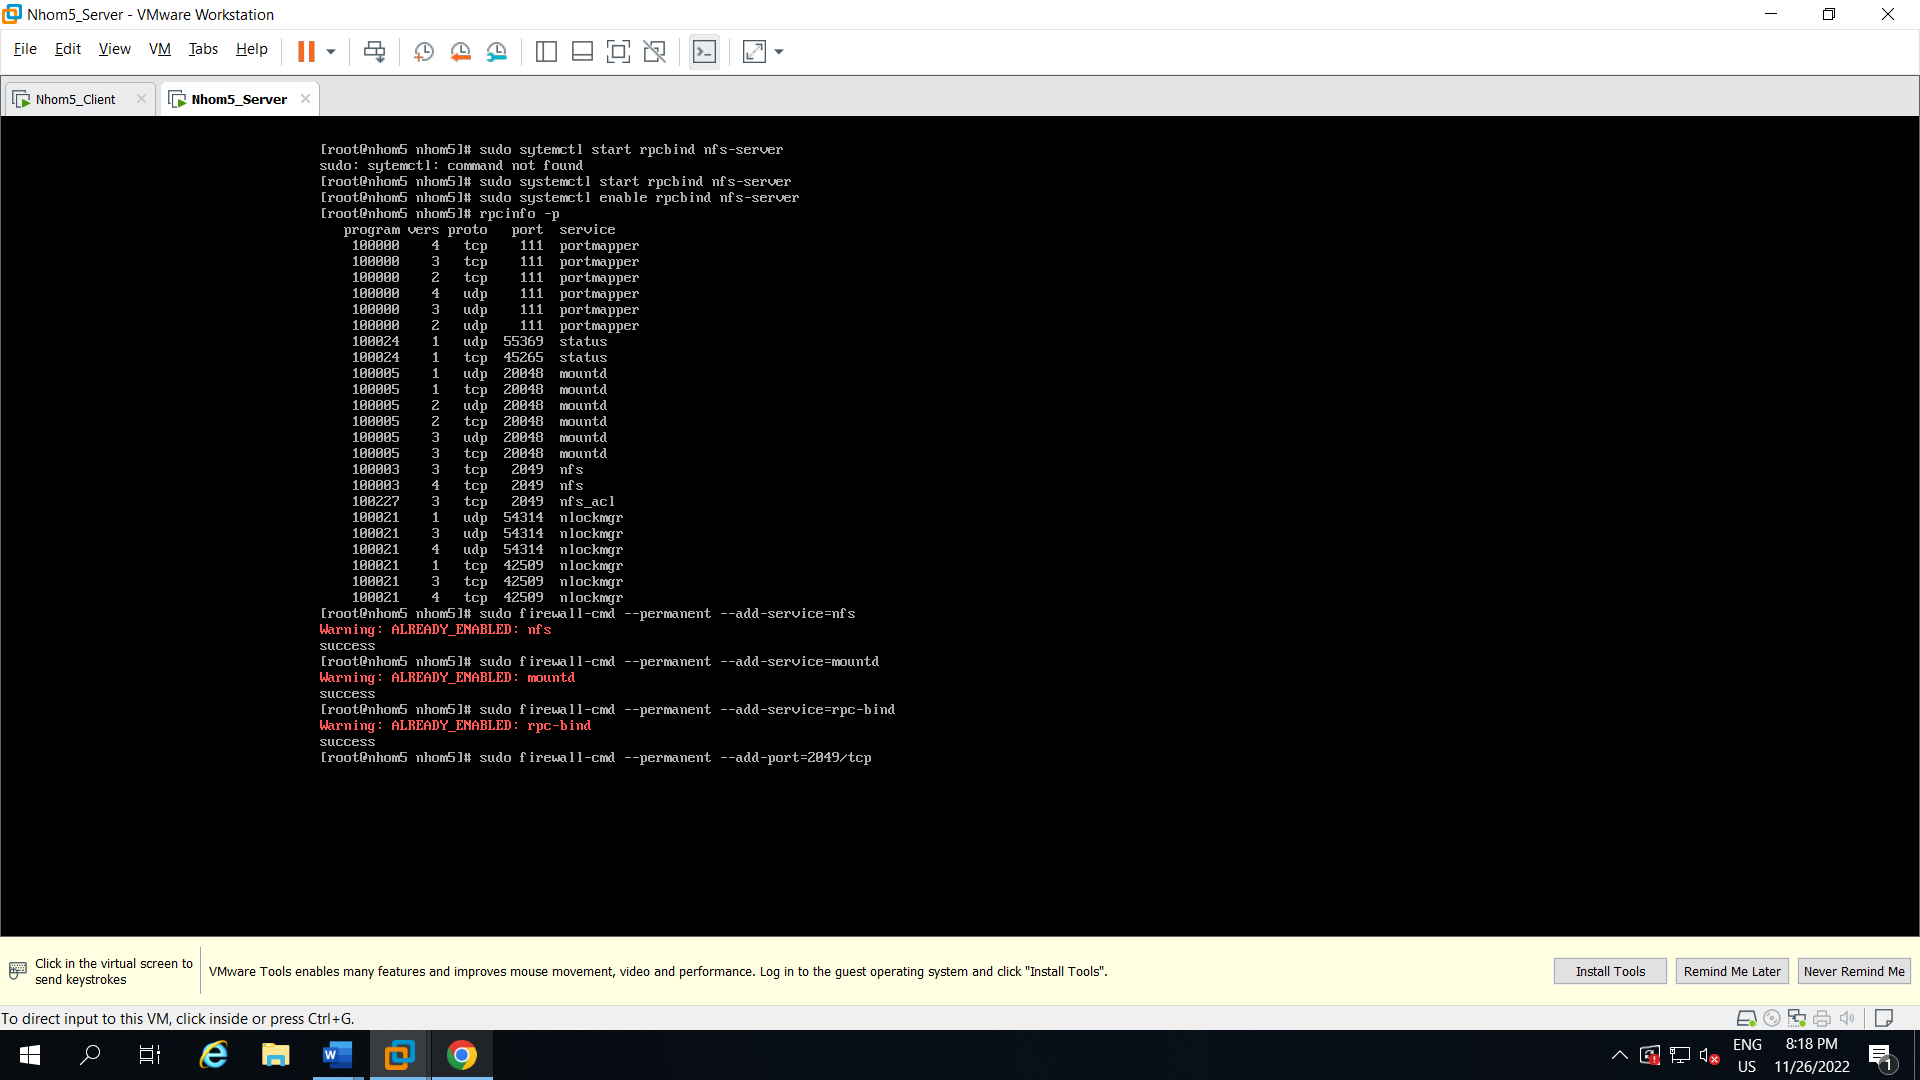 Nhom5_Server - VMware Workstation
File Edit View VM Tabs Help
Nhom5_Client Nhom5_Server
[root@nhom5 nhom5]# sudo sytemctl start rpcbind nfs-server
sudo: sytemctl: command not found
[root@nhom5 nhom5]# sudo systemctl start rpcbind nfs-server
[root@nhom5 nhom5]# sudo systemctl enable rpcbind nfs-server
[root@nhom5 nhom5]# rpcinfo -p
program vers proto port service
100000 4 tcp 111 portmapper
100000 3 tcp 111 portmapper
100000 2 tcp 111 portmapper
100000 4 udp 111 portmapper
100000 3 udp 111 portmapper
100000 2 udp 111 portmapper
100024 1 udp 55369 status
100024 1 tcp 45265 status
100005 1 udp 20048 mountd
100005 1 tcp 20048 mountd
100005 2 udp 20048 mountd
100005 2 tcp 20048 mountd
100005 3 udp 20048 mountd
100005 3 tcp 20048 mountd
100003 3 tcp 2049 nfs
100003 4 tcp 2049 nfs
100227 3 tcp 2049 nfs_acl
100021 1 udp 54314 nlockmgr
100021 3 udp 54314 nlockmgr
100021 4 udp 54314 nlockmgr
100021 1 tcp 42509 nlockmgr
100021 3 tcp 42509 nlockmgr
100021 4 tcp 42509 nlockmgr
[root@nhom5 nhom5]# sudo firewall-cmd --permanent --add-service=nfs
Warning: ALREADY_ENABLED: nfs
success
[root@nhom5 nhom5]# sudo firewall-cmd --permanent --add-service=mountd
Warning: ALREADY_ENABLED: mountd
success
[root@nhom5 nhom5]# sudo firewall-cmd --permanent --add-service=rpc-bind
Warning: ALREADY_ENABLED: rpc-bind
success
[root@nhom5 nhom5]# sudo firewall-cmd --permanent --add-port=2049/tcp
Click in the virtual screen to
send keystrokes
VMware Tools enables many features and improves mouse movement, video and performance. Log in to the guest operating system and click "Install Tools".
Install Tools Remind Me Later Never Remind Me
To direct input to this VM, click inside or press Ctrl+G.
ENG 8:18 PM
US 11/26/2022
1